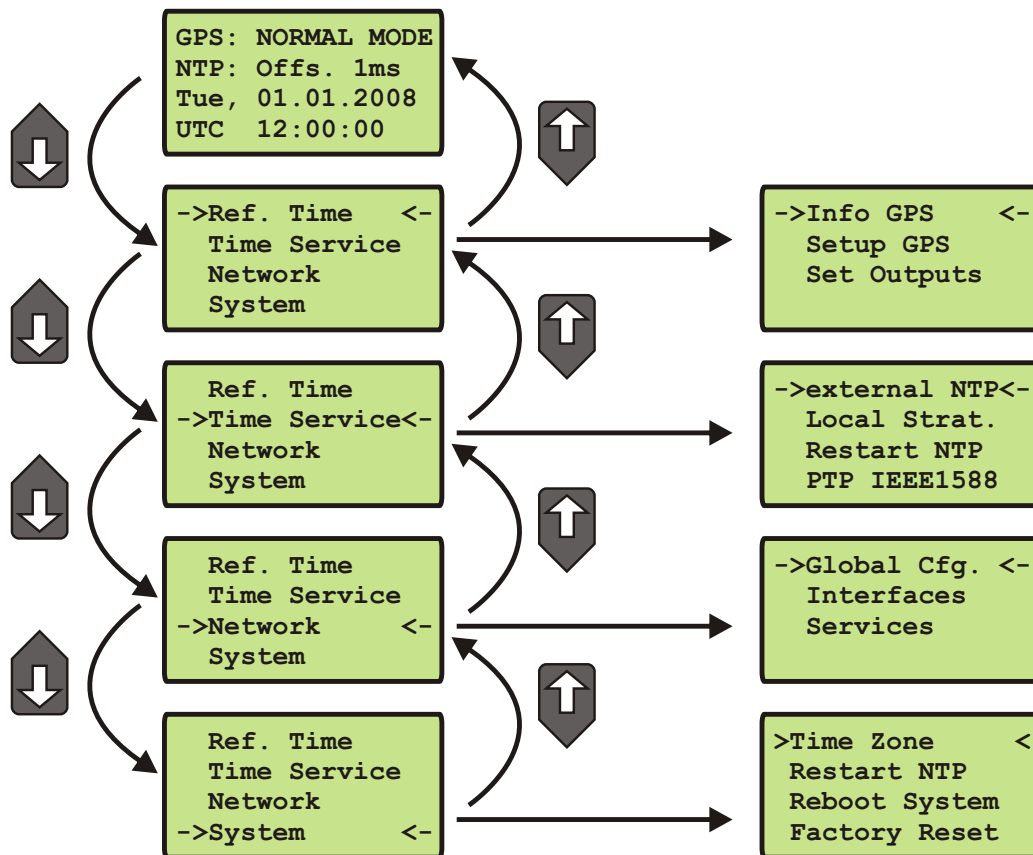 GPS: NORMAL MODE
NTP: Offs. 1ms
Tue, 01.01.2008
UTC  12:00:00
->Ref. Time   <-
Time Service
Network
System
->Info GPS    <-
Setup GPS
Set Outputs
Ref. Time
->Time Service<-
Network
System
->external NTP<-
Local Strat.
Restart NTP
PTP IEEE1588
Ref. Time
Time Service
->Network     <-
System
->Global Cfg. <-
Interfaces
Services
Ref. Time
Time Service
Network
->System      <-
>Time Zone     <
Restart NTP
Reboot System
Factory Reset